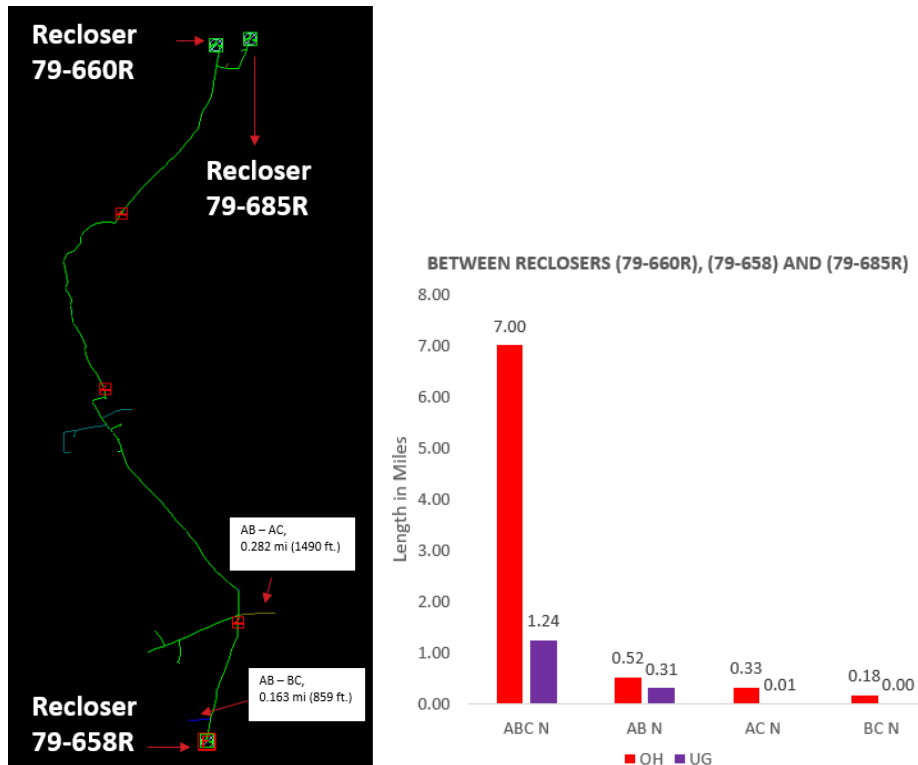 Recloser
79-660R
Recloser
79-685R
AB – AC,
0.282 mi (1490 ft.)
AB – BC,
0.163 mi (859 ft.)
Recloser
79-658R
BETWEEN RECLOSERS (79-660R), (79-658) AND (79-685R)
Length in Miles
8.00
7.00
6.00
5.00
4.00
3.00
2.00
1.00
0.00
7.00
1.24
0.52
0.31
0.33
0.01
0.18
0.00
ABC N
AB N
AC N
BC N
OH
UG